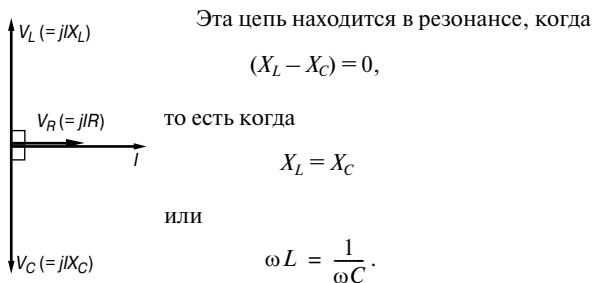 Эта цепь находится в резонансе, когда
(X_L – X_C) = 0,
то есть когда
X_L = X_C
или
ωL = 1/ωC.
V_L (= jIX_L)
V_R (= jIR)
I
V_C (= jIX_C)